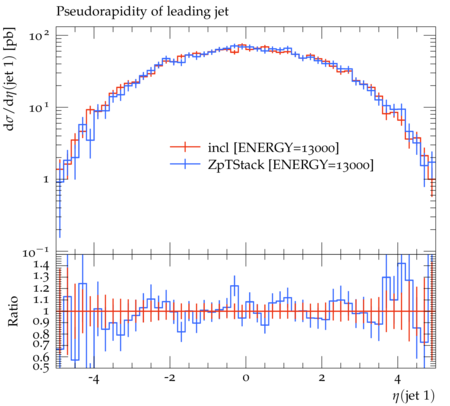 Pseudorapidity of leading jet
dσ/dη(jet 1) [pb]
10²
10¹
1
10⁻¹
incl [ENERGY=13000]
ZpTStack [ENERGY=13000]
Ratio
1.4
1.3
1.2
1.1
1
0.9
0.8
0.7
0.6
0.5
-4 -2 0 2 4
η(jet 1)